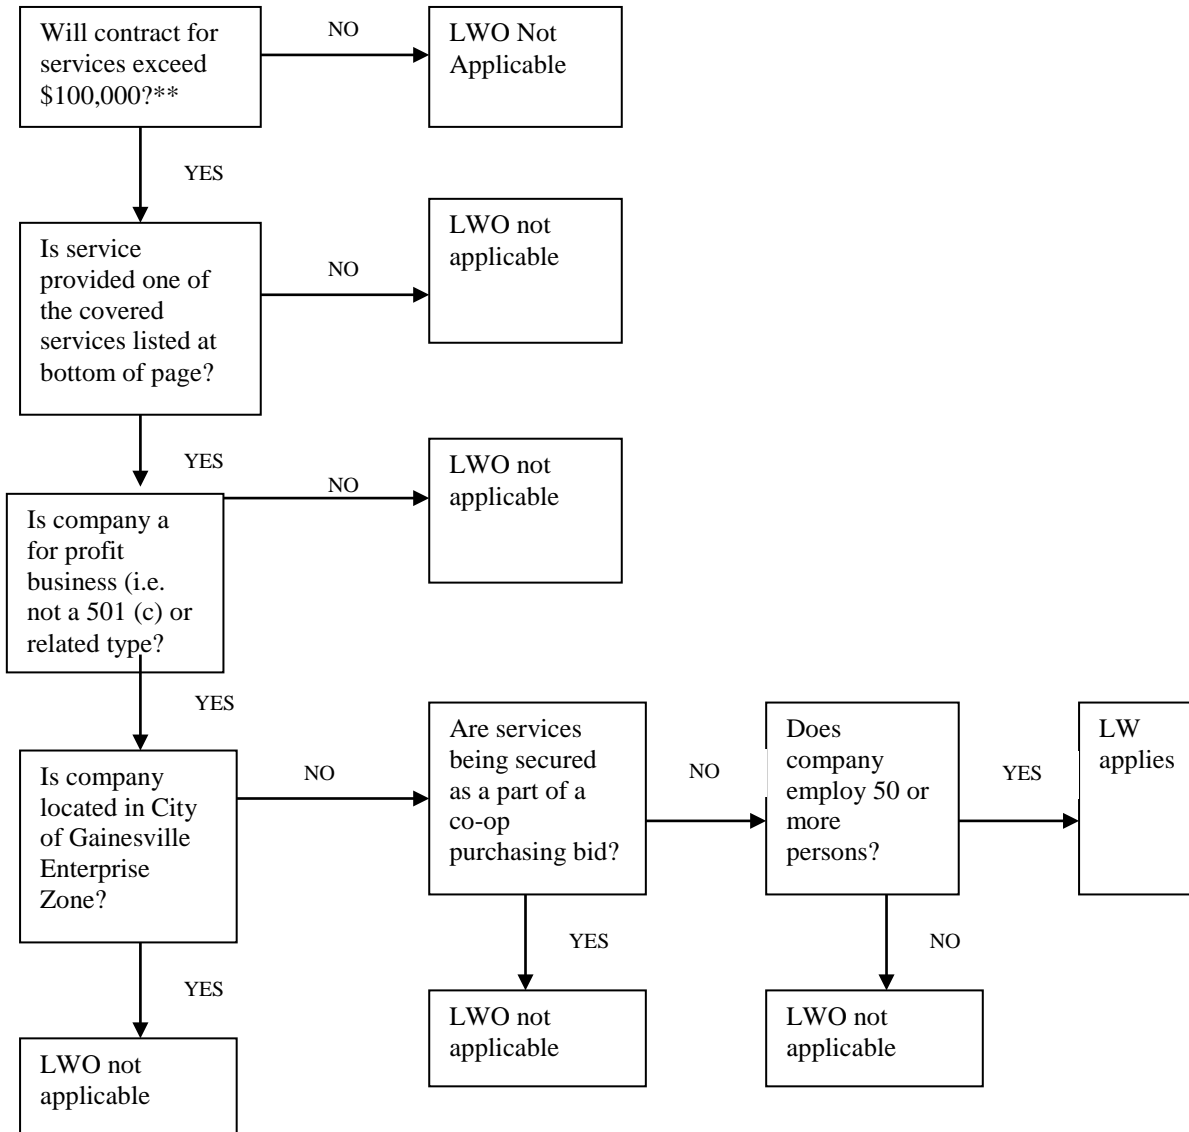 Will contract for
services exceed
$100,000?**
NO
LWO Not
Applicable
YES
Is service
provided one of
the covered
services listed at
bottom of page?
NO
LWO not
applicable
YES
Is company a
for profit
business (i.e.
not a 501 (c) or
related type?
NO
LWO not
applicable
YES
Is company
located in City
of Gainesville
Enterprise
Zone?
NO
Are services
being secured
as a part of a
co-op
purchasing bid?
NO
Does
company
employ 50 or
more
persons?
YES
LW
applies
YES
LWO not
applicable
YES
LWO not
applicable
NO
LWO not
applicable